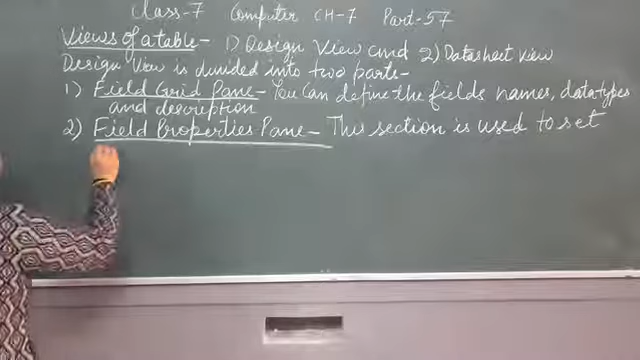 Class-7 Computer CH-7 Part-57
Views of a table- 1) Design View and 2) Datasheet View
Design View is divided into two parts-
1) Field Grid Pane- You can define the fields names, datatypes
and description
2) Field Properties Pane- This section is used to set